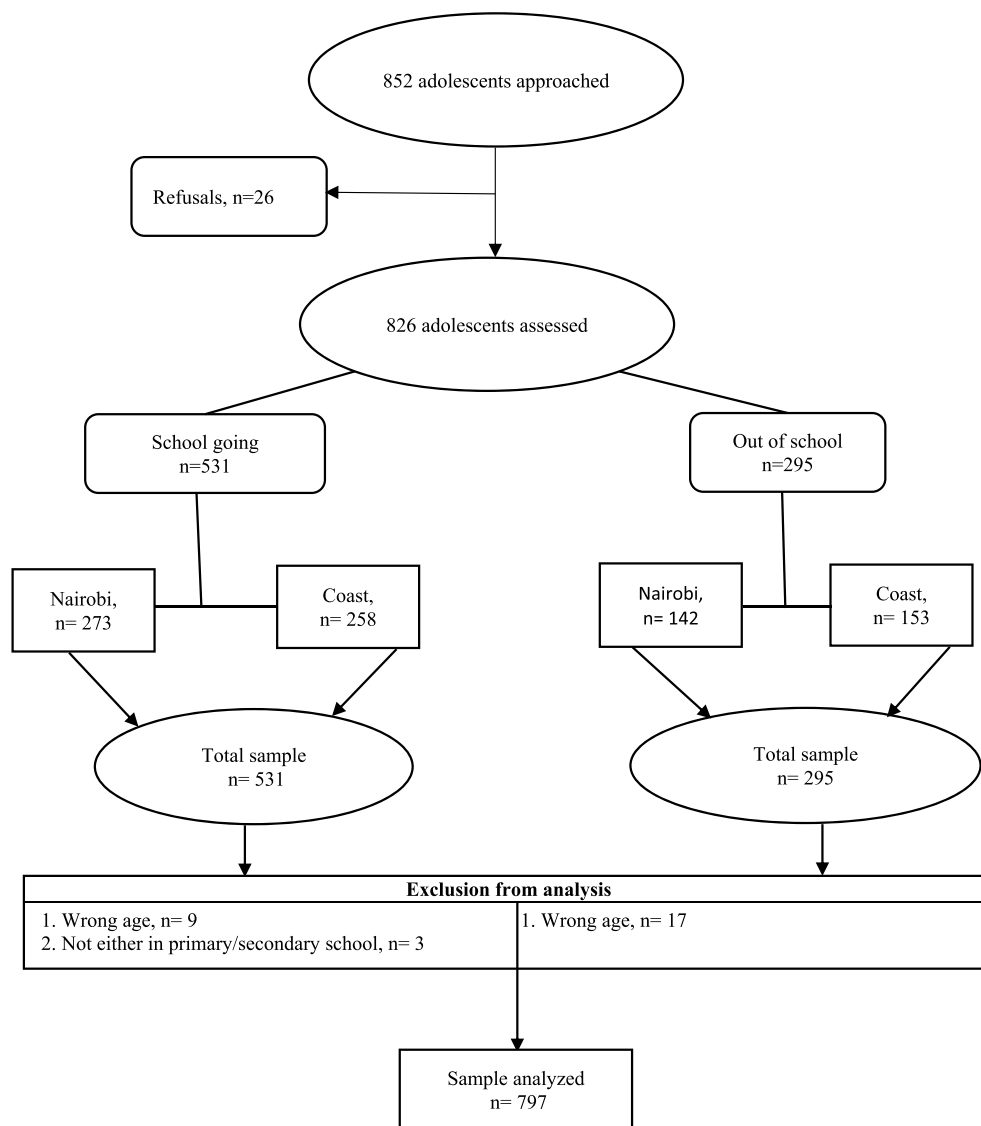 852 adolescents approached
Refusals, n=26
826 adolescents assessed
School going
n=531
Out of school
n=295
Nairobi,
n= 273
Coast,
n= 258
Nairobi,
n= 142
Coast,
n= 153
Total sample
n= 531
Total sample
n= 295
Exclusion from analysis
1. Wrong age, n= 9
2. Not either in primary/secondary school, n= 3
1. Wrong age, n= 17
Sample analyzed
n= 797